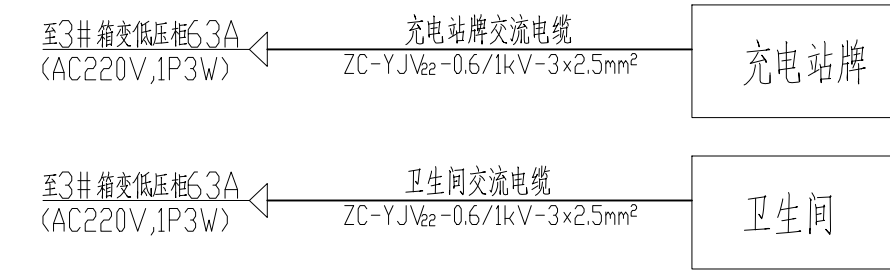 至3#箱变低压柜63A
(AC220V,1P3W)
充电站牌交流电缆
ZC-YJV22-0.6/1kV-3×2.5mm²
充电站牌
至3#箱变低压柜63A
(AC220V,1P3W)
卫生间交流电缆
ZC-YJV22-0.6/1kV-3×2.5mm²
卫生间